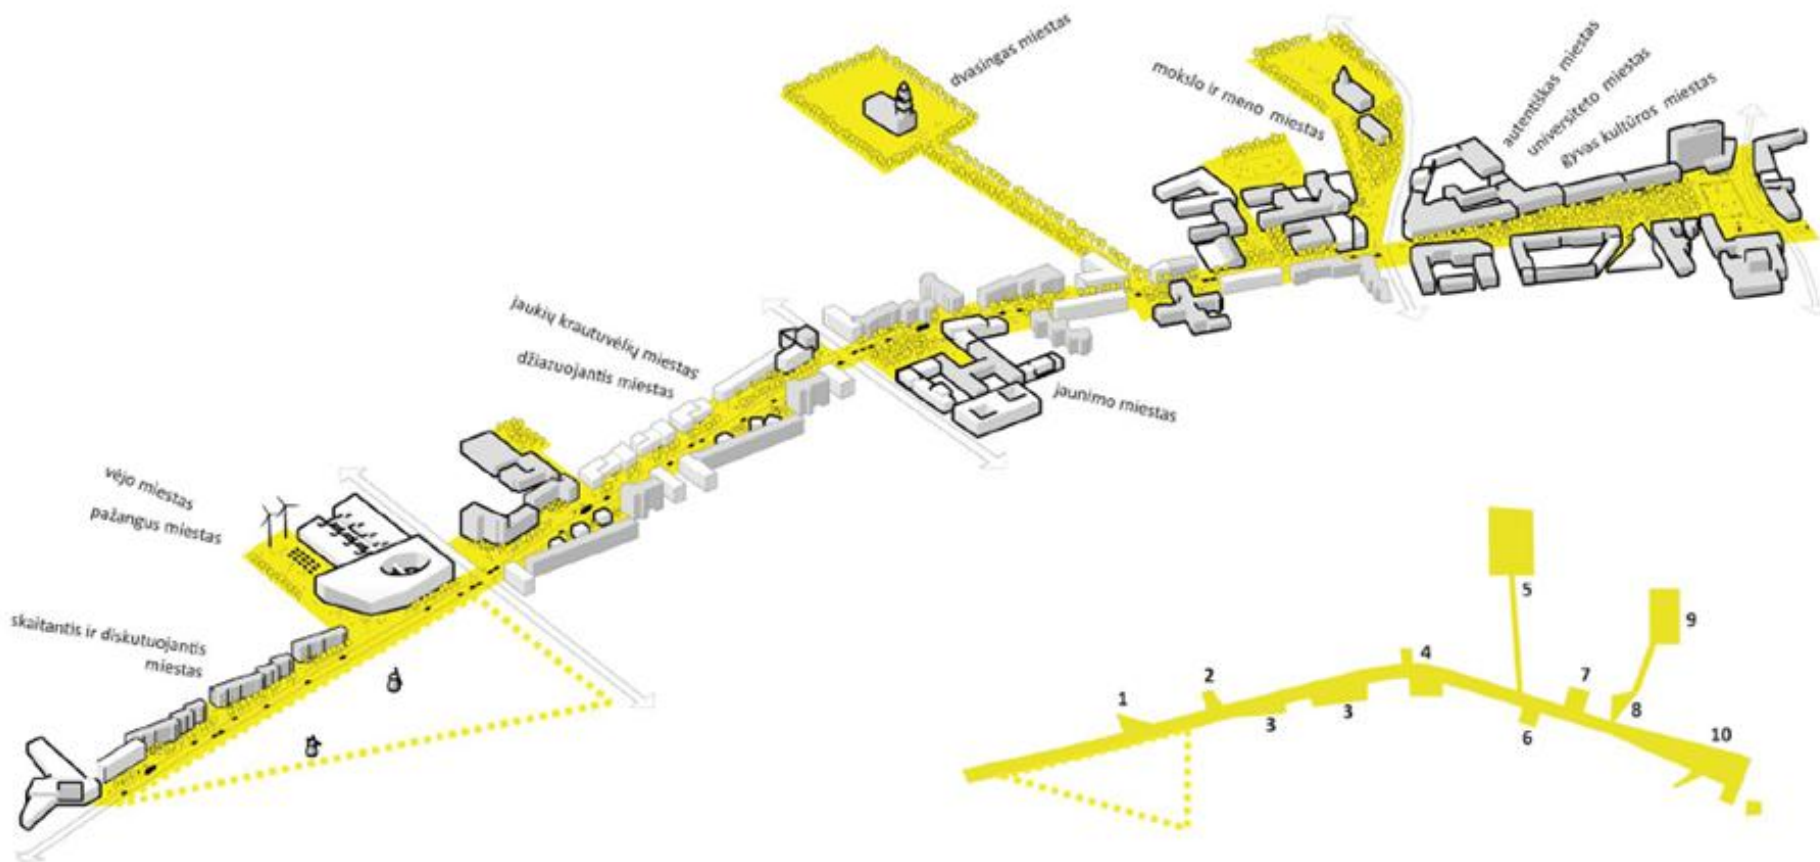 dvasingas miestas
mokslo ir meno miestas
autentiškas miestas
universiteto miestas
gyvas kultūros miestas
jaukių krautuvėlių miestas
džiazuojantis miestas
jaunimo miestas
vėjo miestas
pažangus miestas
skaitantis ir diskutuojantis
miestas
1
2
3
3
4
5
6
7
8
9
10